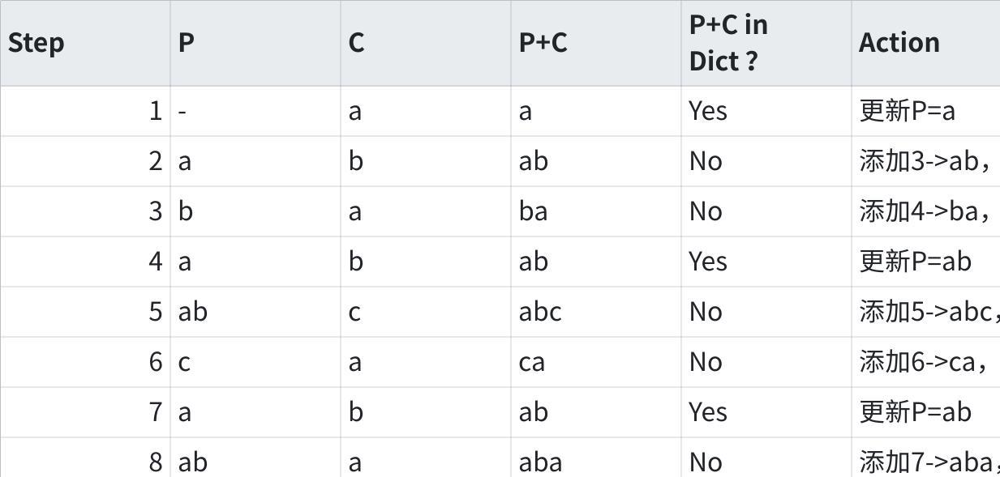 Step P C P+C P+C in Dict ? Action
1 - a a Yes 更新P=a
2 a b ab No 添加3->ab，
3 b a ba No 添加4->ba，
4 a b ab Yes 更新P=ab
5 ab c abc No 添加5->abc，
6 c a ca No 添加6->ca，
7 a b ab Yes 更新P=ab
8 ab a aba No 添加7->aba，